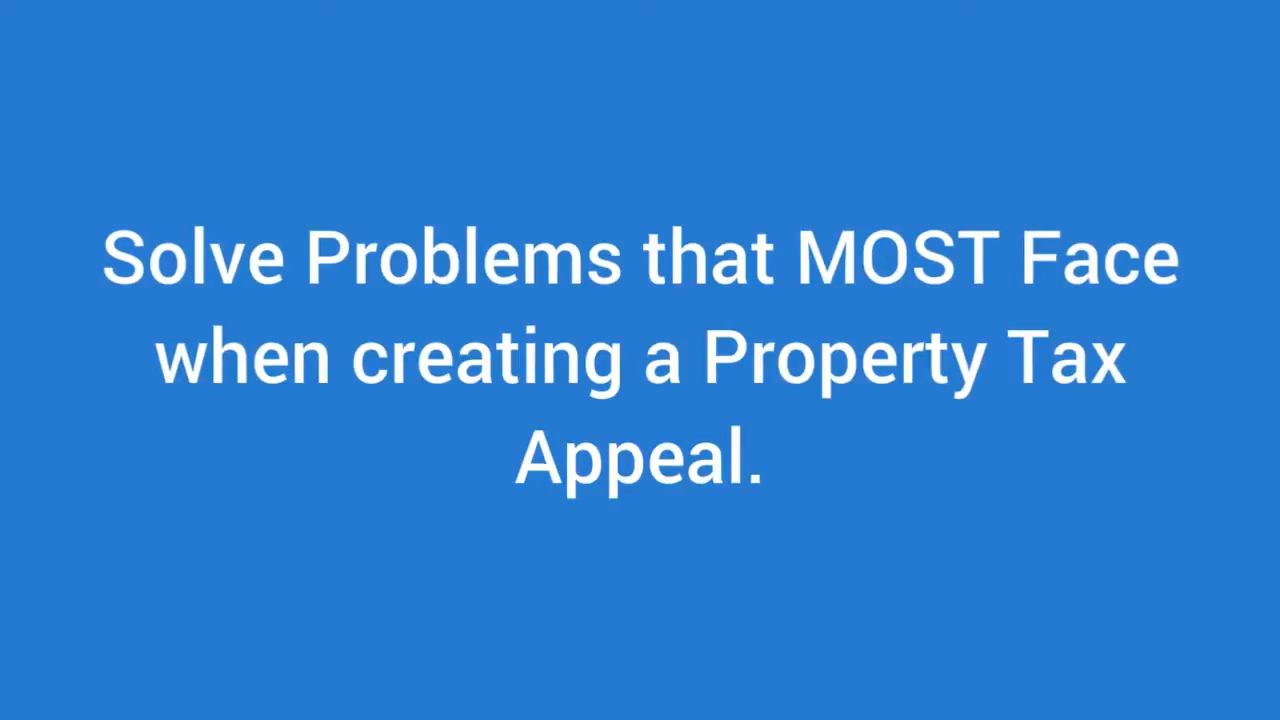 Solve Problems that MOST Face
when creating a Property Tax
Appeal.